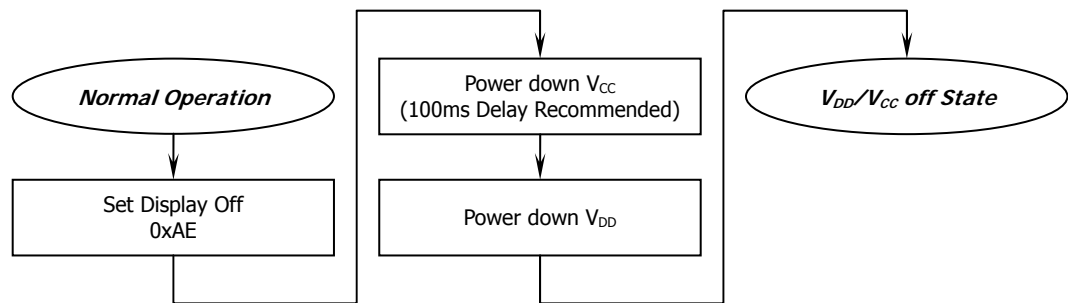 Normal Operation
Set Display Off
0xAE
Power down VCC
(100ms Delay Recommended)
Power down VDD
VDD/VCC off State